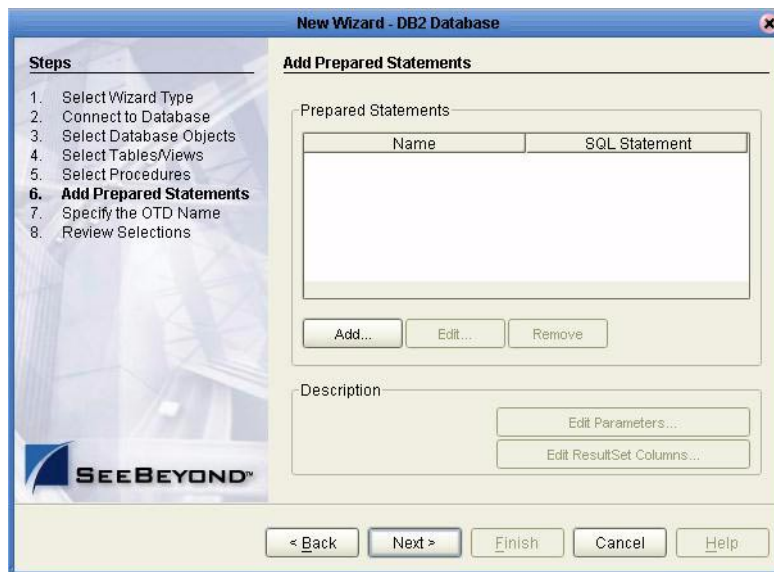 New Wizard - DB2 Database
Steps
1. Select Wizard Type
2. Connect to Database
3. Select Database Objects
4. Select Tables/Views
5. Select Procedures
6. Add Prepared Statements
7. Specify the OTD Name
8. Review Selections
SEEBEYOND™
Add Prepared Statements
Prepared Statements
Name SQL Statement
Add... Edit... Remove
Description
Edit Parameters...
Edit ResultSet Columns...
< Back Next > Finish Cancel Help